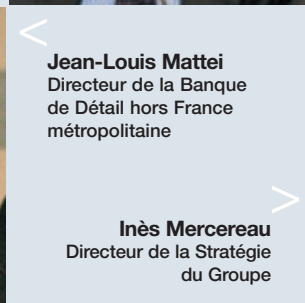 <
Jean-Louis Mattei
Directeur de la Banque
de Détail hors France
métropolitaine
>
Inès Mercereau
Directeur de la Stratégie
du Groupe